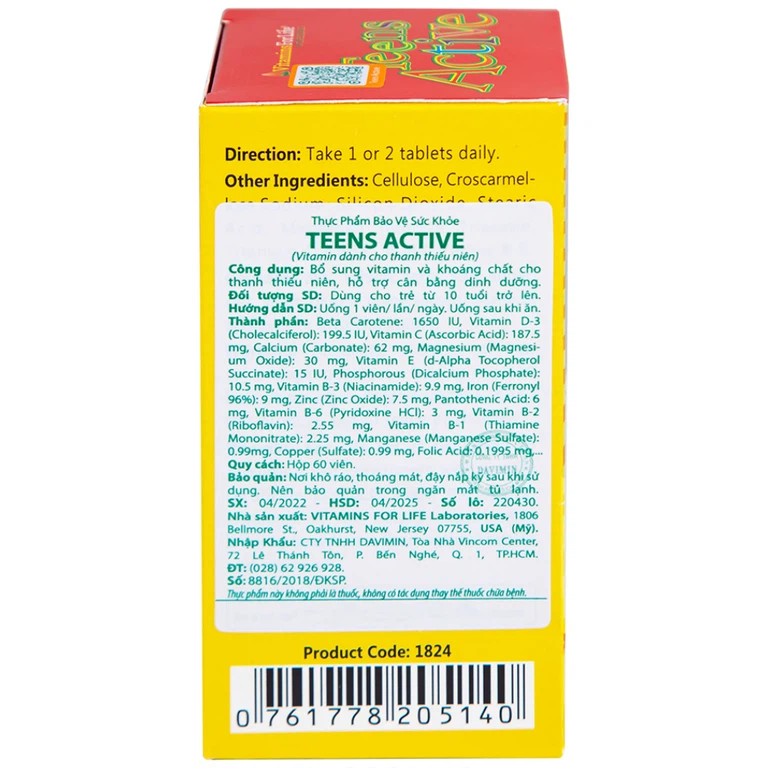 VitaminsForLife
Teens
Active
Direction: Take 1 or 2 tablets daily.
Other Ingredients: Cellulose, Croscarmel-
Sodium, Silicon Dioxide, Stearic
Thực Phẩm Bảo Vệ Sức Khỏe
TEENS ACTIVE
(Vitamin dành cho thanh thiếu niên)
Công dụng: Bổ sung vitamin và khoáng chất cho
thanh thiếu niên, hỗ trợ cân bằng dinh dưỡng.
Đối tượng SD: Dùng cho trẻ từ 10 tuổi trở lên.
Hướng dẫn SD: Uống 1 viên/ lần/ ngày. Uống sau khi ăn.
Thành phần: Beta Carotene: 1650 IU, Vitamin D-3
(Cholecalciferol): 199.5 IU, Vitamin C (Ascorbic Acid): 187.5
mg, Calcium (Carbonate): 62 mg, Magnesium (Magnesi-
um Oxide): 30 mg, Vitamin E (d-Alpha Tocopherol
Succinate): 15 IU, Phosphorous (Dicalcium Phosphate):
10.5 mg, Vitamin B-3 (Niacinamide): 9.9 mg, Iron (Ferronyl
96%): 9 mg, Zinc (Zinc Oxide): 7.5 mg, Pantothenic Acid: 6
mg, Vitamin B-6 (Pyridoxine HCl): 3 mg, Vitamin B-2
(Riboflavin): 2.55 mg, Vitamin B-1 (Thiamine
Mononitrate): 2.25 mg, Manganese (Manganese Sulfate):
0.99mg, Copper (Sulfate): 0.99 mg, Folic Acid: 0.1995 mg,...
Quy cách: Hộp 60 viên.
Bảo quản: Nơi khô ráo, thoáng mát, đậy nắp kỹ sau khi sử
dụng. Nên bảo quản trong ngăn mát tủ lạnh.
SX: 04/2022 - HSD: 04/2025 - Số lô: 220430.
Nhà sản xuất: VITAMINS FOR LIFE Laboratories, 1806
Bellmore St., Oakhurst, New Jersey 07755, USA (Mỹ).
Nhập Khẩu: CTY TNHH DAVIMIN, Tòa Nhà Vincom Center,
72 Lê Thánh Tôn, P. Bến Nghé, Q. 1, TP.HCM.
ĐT: (028) 62 926 928.
Số: 8816/2018/ĐKSP.
Thực phẩm này không phải là thuốc, không có tác dụng thay thế thuốc chữa bệnh.
DAVIMIN
Product Code: 1824
0 761778 205140